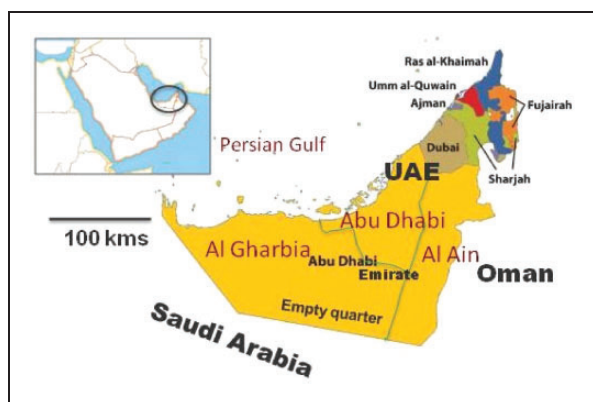 Ras al-Khaimah
Umm al-Quwain
Ajman
Fujairah
Persian Gulf
Dubai
UAE
Sharjah
100 kms
Abu Dhabi
Al Gharbia
Al Ain
Abu Dhabi
Emirate
Oman
Empty quarter
Saudi Arabia